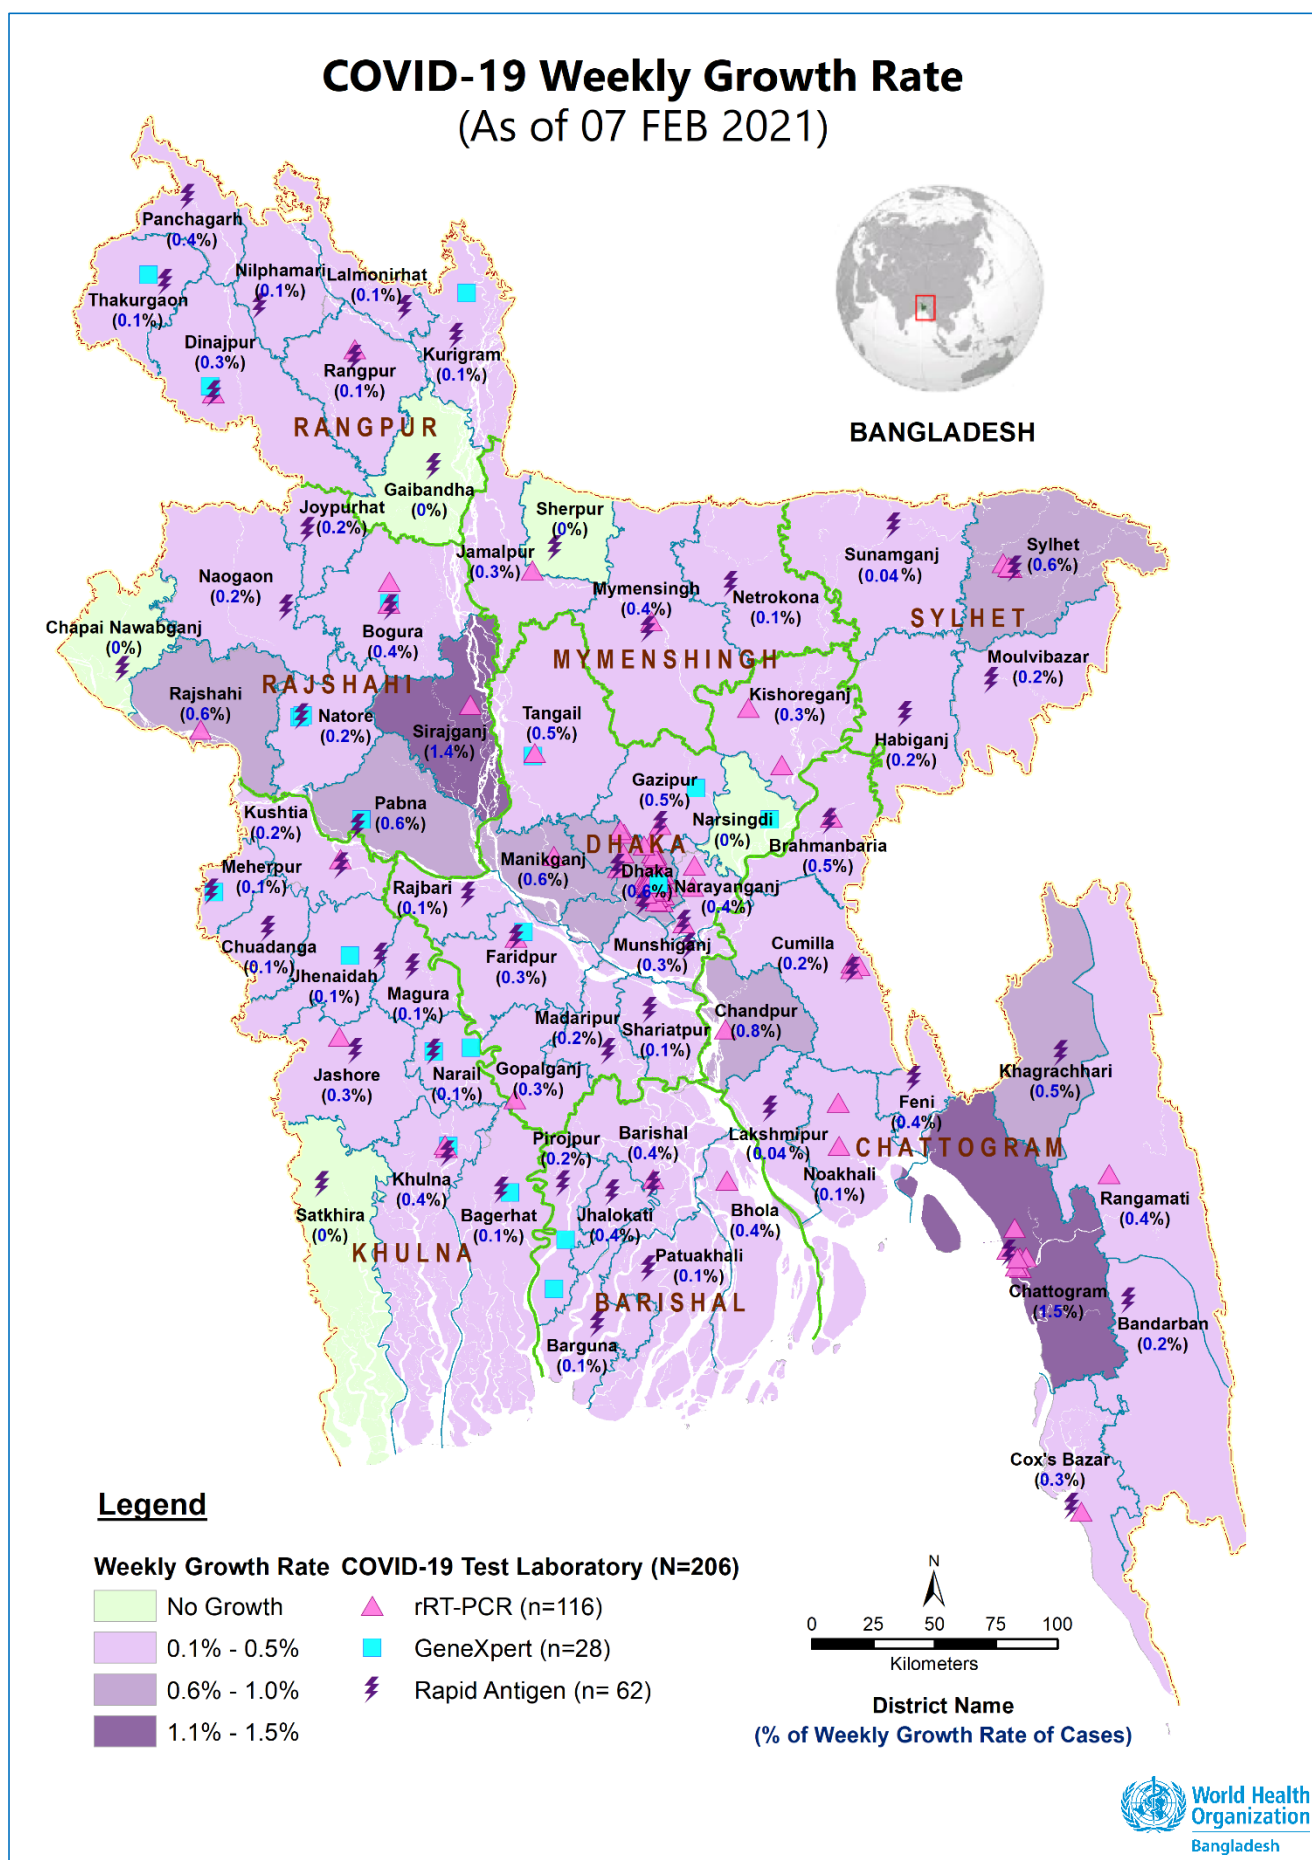 COVID-19 Weekly Growth Rate
(As of 07 FEB 2021)
BANGLADESH
Panchagarh
(0.4%)
Nilphamari
(0.1%)
Lalmonirhat
(0.1%)
Thakurgaon
(0.1%)
Dinajpur
(0.3%)
Rangpur
(0.1%)
Kurigram
(0.1%)
RANGPUR
Gaibandha
(0%)
Joypurhat
(0.2%)
Sherpur
(0%)
Jamalpur
(0.3%)
Sunamganj
(0.04%)
Sylhet
(0.6%)
Naogaon
(0.2%)
Mymensingh
(0.4%)
Netrokona
(0.1%)
SYLHET
Chapai Nawabganj
(0%)
Bogura
(0.4%)
MYMENSHINGH
Moulvibazar
(0.2%)
RAJSHAHI
Rajshahi
(0.6%)
Natore
(0.2%)
Sirajganj
(1.4%)
Tangail
(0.5%)
Kishoreganj
(0.3%)
Habiganj
(0.2%)
Gazipur
(0.5%)
Pabna
(0.6%)
Kushtia
(0.2%)
Narsingdi
(0%)
DHAKA
Brahmanbaria
(0.5%)
Meherpur
(0.1%)
Manikganj
(0.6%)
Dhaka
(0.6%)
Narayanganj
(0.4%)
Rajbari
(0.1%)
Chuadanga
(0.1%)
Jhenaidah
(0.1%)
Faridpur
(0.3%)
Munshiganj
(0.3%)
Cumilla
(0.2%)
Magura
(0.1%)
Madaripur
(0.2%)
Shariatpur
(0.1%)
Chandpur
(0.8%)
Jashore
(0.3%)
Narail
(0.1%)
Gopalganj
(0.3%)
Khagrachhari
(0.5%)
Feni
(0.4%)
Pirojpur
(0.2%)
Barishal
(0.4%)
Lakshmipur
(0.04%)
CHATTOGRAM
Khulna
(0.4%)
Noakhali
(0.1%)
Satkhira
(0%)
Bagerhat
(0.1%)
Jhalokati
(0.4%)
Bhola
(0.4%)
Rangamati
(0.4%)
KHULNA
Patuakhali
(0.1%)
BARISHAL
Chattogram
(1.5%)
Bandarban
(0.2%)
Barguna
(0.1%)
Cox's Bazar
(0.3%)
Legend
Weekly Growth Rate
No Growth
0.1% - 0.5%
0.6% - 1.0%
1.1% - 1.5%
COVID-19 Test Laboratory (N=206)
rRT-PCR (n=116)
GeneXpert (n=28)
Rapid Antigen (n= 62)
N
0 25 50 75 100
Kilometers
District Name
(% of Weekly Growth Rate of Cases)
World Health
Organization
Bangladesh